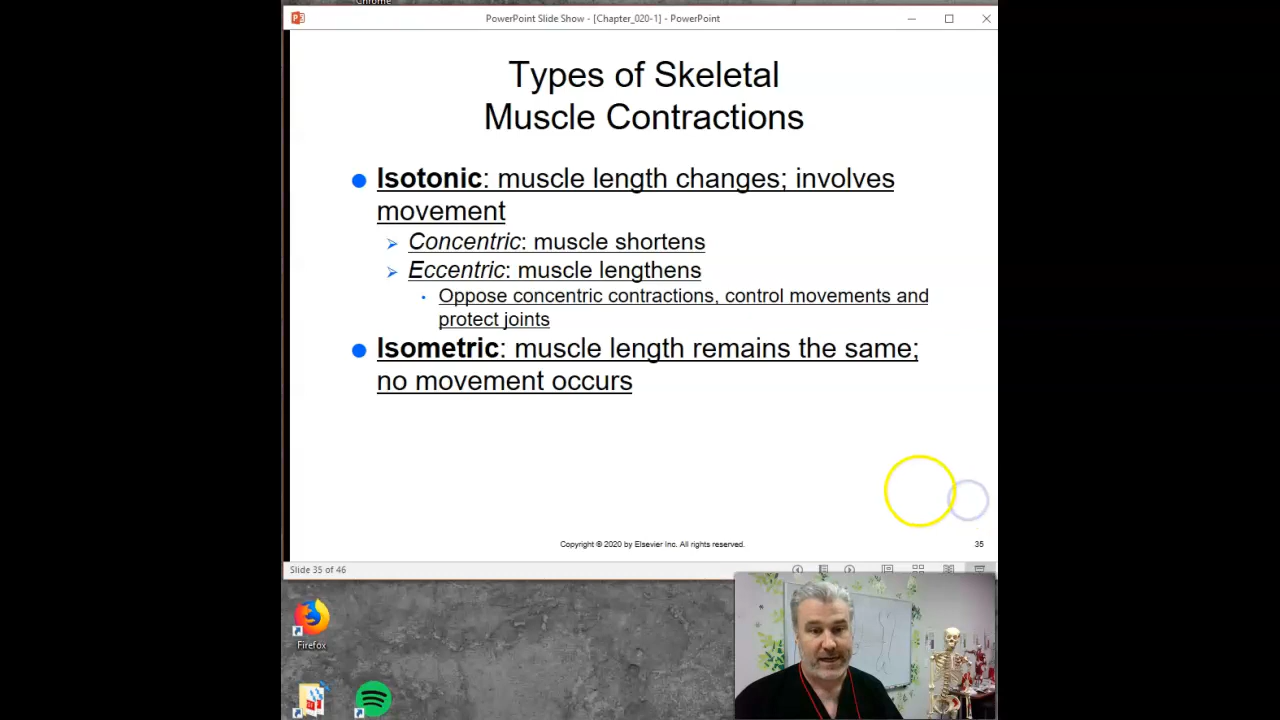 Chrome
PowerPoint Slide Show - [Chapter_020-1] - PowerPoint
Types of Skeletal
Muscle Contractions
Isotonic: muscle length changes; involves
movement
Concentric: muscle shortens
Eccentric: muscle lengthens
Oppose concentric contractions, control movements and
protect joints
Isometric: muscle length remains the same;
no movement occurs
Copyright © 2020 by Elsevier Inc. All rights reserved.
35
Slide 35 of 46
Firefox